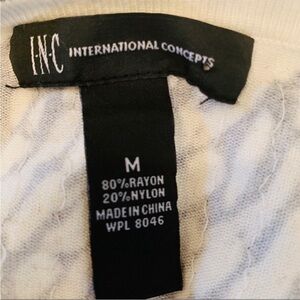 I·N·C INTERNATIONAL CONCEPTS
M
80%RAYON
20%NYLON
MADE IN CHINA
WPL 8046